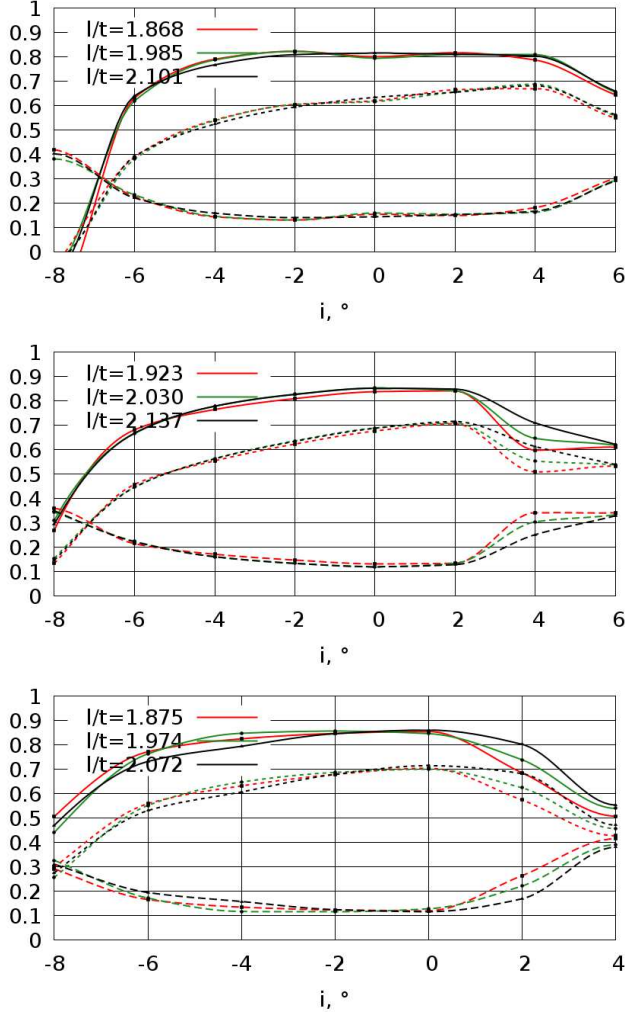 1
0.9
0.8
0.7
0.6
0.5
0.4
0.3
0.2
0.1
0
l/t=1.868
l/t=1.985
l/t=2.101
-8 -6 -4 -2 0 2 4 6
i, °
1
0.9
0.8
0.7
0.6
0.5
0.4
0.3
0.2
0.1
0
l/t=1.923
l/t=2.030
l/t=2.137
-8 -6 -4 -2 0 2 4 6
i, °
1
0.9
0.8
0.7
0.6
0.5
0.4
0.3
0.2
0.1
0
l/t=1.875
l/t=1.974
l/t=2.072
-8 -6 -4 -2 0 2 4
i, °